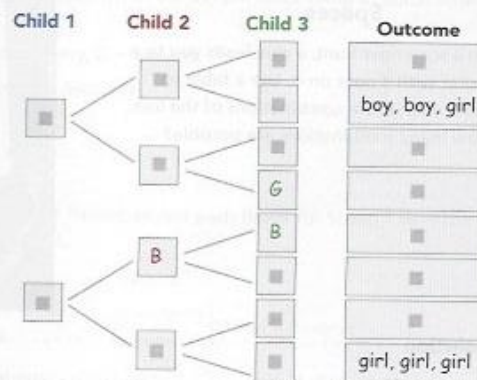 Child 1 Child 2 Child 3 Outcome
boy, boy, girl
G
B
B
girl, girl, girl